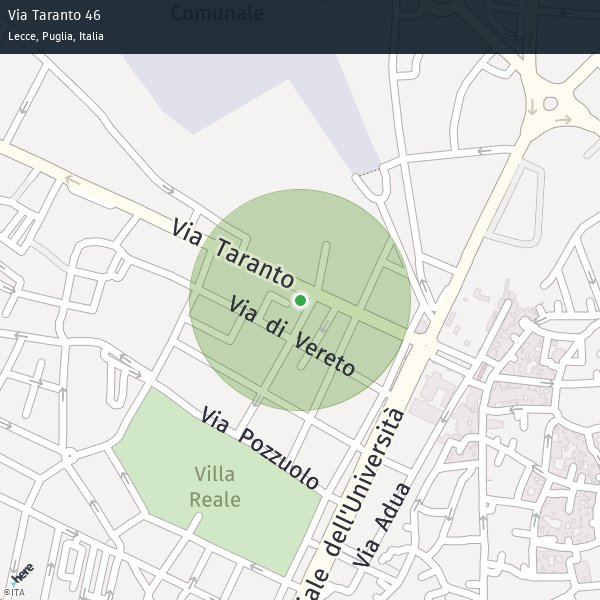 Via Taranto 46
Lecce, Puglia, Italia
Comunale
Via Taranto
Via di Vereto
Via Pozzuolo
Villa
Reale
iale dell'Università
Via Adua
here
©ITA